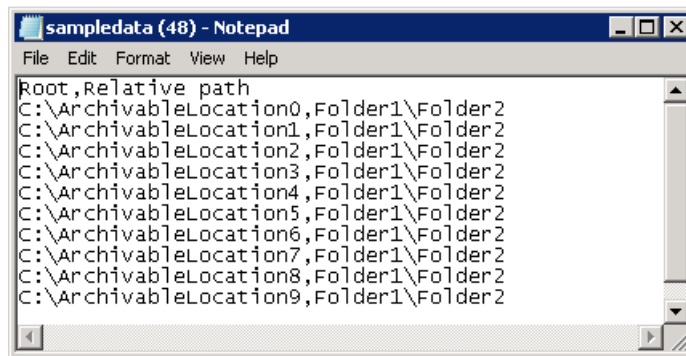 sampledata (48) - Notepad
File Edit Format View Help
Root,Relative path
C:\ArchivableLocation0,Folder1\Folder2
C:\ArchivableLocation1,Folder1\Folder2
C:\ArchivableLocation2,Folder1\Folder2
C:\ArchivableLocation3,Folder1\Folder2
C:\ArchivableLocation4,Folder1\Folder2
C:\ArchivableLocation5,Folder1\Folder2
C:\ArchivableLocation6,Folder1\Folder2
C:\ArchivableLocation7,Folder1\Folder2
C:\ArchivableLocation8,Folder1\Folder2
C:\ArchivableLocation9,Folder1\Folder2